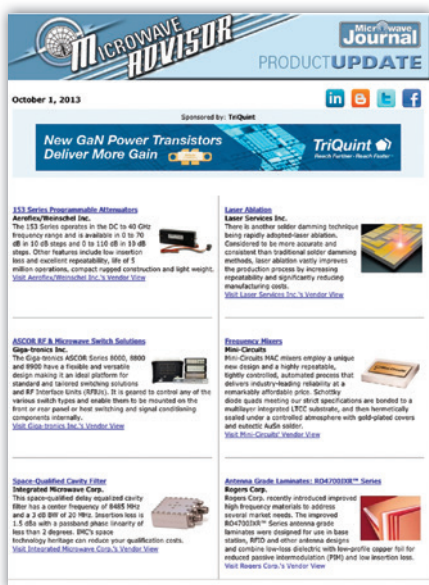 MICROWAVE
ADVISOR
Microwave
Journal
PRODUCTUPDATE
October 1, 2013
in
Sponsored by: TriQuint
New GaN Power Transistors
Deliver More Gain
TriQuint
Reach Further · Reach Faster
153 Series Programmable Attenuators
Aeroflex/Weinschel Inc.
The 153 Series operates in the DC to 40 GHz
frequency range and is available in 0 to 70
dB in 10 dB steps and 0 to 110 dB in 10 dB
steps. Other features include low insertion
loss and excellent repeatability, life of 5
million operations, compact rugged construction and light weight.
Visit Aeroflex/Weinschel Inc.'s Vendor View
Laser Ablation
Laser Services Inc.
There is another solder damming technique
being rapidly adopted-laser ablation.
Considered to be more accurate and
consistent than traditional solder damming
methods, laser ablation vastly improves
the production process by increasing
repeatability and significantly reducing
manufacturing costs.
Visit Laser Services Inc.'s Vendor View
ASCOR RF & Microwave Switch Solutions
Giga-tronics Inc.
The Giga-tronics ASCOR Series 8000, 8800
and 8900 have a flexible and versatile
design making it an ideal platform for
standard and tailored switching solutions
and RF Interface Units (RFIUs). It is geared to control any of the
various switch types and enable them to be mounted on the
front or rear panel or host switching and signal conditioning
components internally.
Visit Giga-tronics Inc.'s Vendor View
Frequency Mixers
Mini-Circuits
Mini-Circuits MAC mixers employ a unique
new design and a highly repeatable,
tightly controlled, automated process that
delivers industry-leading reliability at a
remarkably affordable price. Schottky
diode quads meeting our strict specifications are bonded to a
multilayer integrated LTCC substrate, and then hermetically
sealed under a controlled atmosphere with gold-plated covers
and eutectic AuSn solder.
Visit Mini-Circuits' Vendor View
Space-Qualified Cavity Filter
Integrated Microwave Corp.
This space-qualified delay equalized cavity
filter has a center frequency of 8485 MHz
and a 3 dB BW of 20 MHz. Insertion loss is
1.5 dBa with a passband phase linearity of
less than 2 degrees. IMC's space
technology heritage can reduce your qualification costs.
Visit Integrated Microwave Corp.'s Vendor View
Antenna Grade Laminates: RO4700JXR™ Series
Rogers Corp.
Rogers Corp. recently introduced improved
high frequency materials to address
several market needs. The improved
RO4700JXR™ Series antenna grade
laminates were designed for use in base
station, RFID and other antenna designs
and combine low-loss dielectric with low-profile copper foil for
reduced passive intermodulation (PIM) and low insertion loss.
Visit Rogers Corp.'s Vendor View